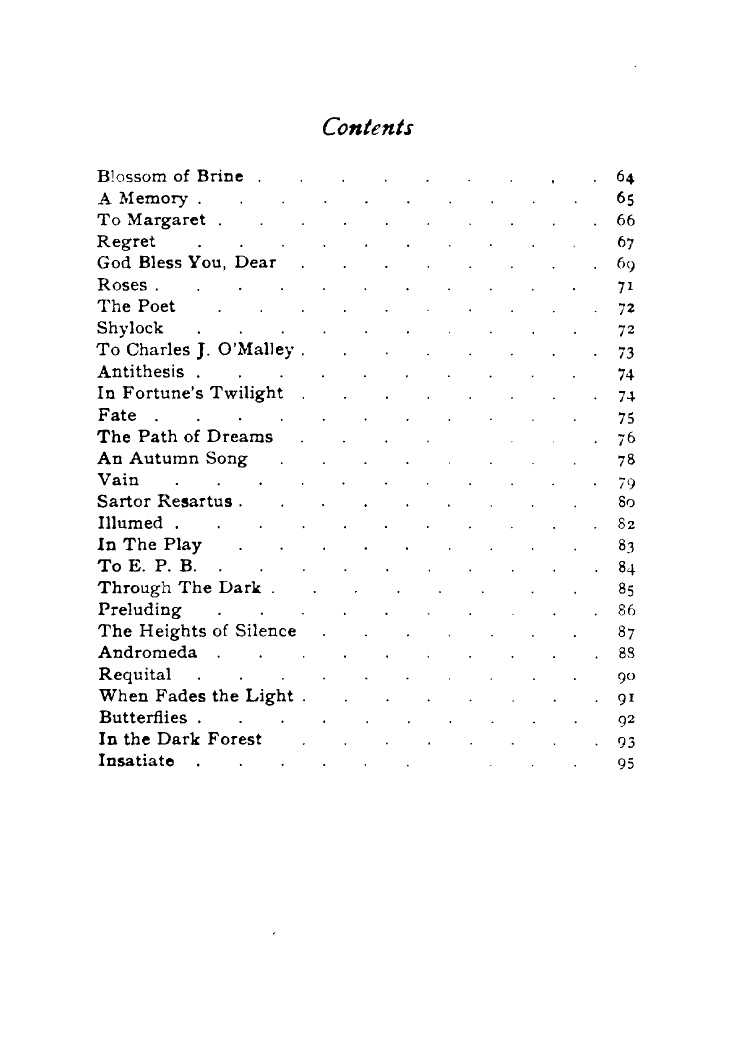 Contents
Blossom of Brine . . . . . . . . . 64
A Memory . . . . . . . . . . 65
To Margaret . . . . . . . . . . 66
Regret . . . . . . . . . . 67
God Bless You, Dear . . . . . . . . 69
Roses . . . . . . . . . . . 71
The Poet . . . . . . . . . . 72
Shylock . . . . . . . . . . 72
To Charles J. O'Malley . . . . . . . . 73
Antithesis . . . . . . . . . . 74
In Fortune's Twilight . . . . . . . . 74
Fate . . . . . . . . . . . 75
The Path of Dreams . . . . . . . 76
An Autumn Song . . . . . . . . 78
Vain . . . . . . . . . . . 79
Sartor Resartus . . . . . . . . . 80
Illumed . . . . . . . . . . . 82
In The Play . . . . . . . . . 83
To E. P. B. . . . . . . . . . . 84
Through The Dark . . . . . . . . 85
Preluding . . . . . . . . . . 86
The Heights of Silence . . . . . . . 87
Andromeda . . . . . . . . . . 88
Requital . . . . . . . . . . 90
When Fades the Light . . . . . . . . 91
Butterflies . . . . . . . . . . 92
In the Dark Forest . . . . . . . . 93
Insatiate . . . . . . . . . 95